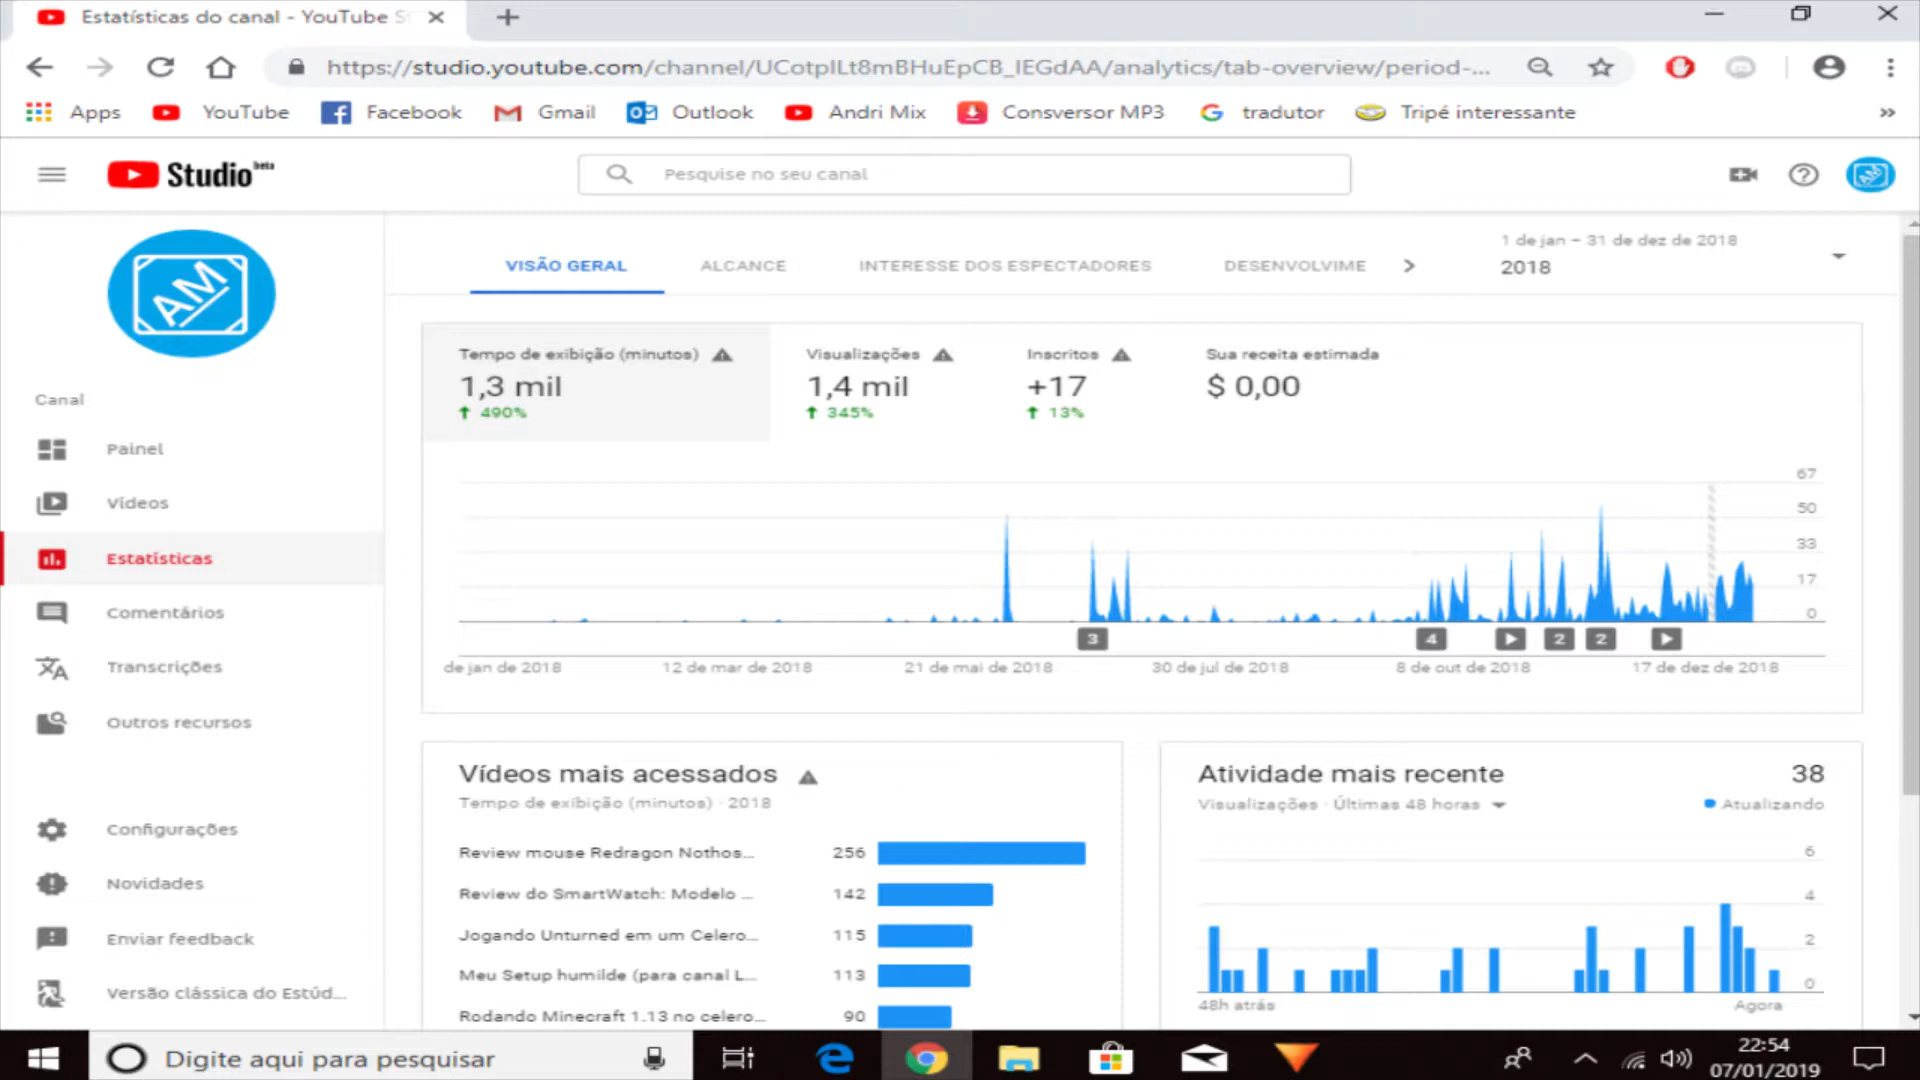 Estatísticas do canal - YouTube S
https://studio.youtube.com/channel/UCotpILt8mBHuEpCB_IEGdAA/analytics/tab-overview/period-...
Apps YouTube Facebook Gmail Outlook Andri Mix Consversor MP3 tradutor Tripé interessante »
Studio beta
Pesquise no seu canal
AM
AM
VISÃO GERAL ALCANCE INTERESSE DOS ESPECTADORES DESENVOLVIME
1 de jan – 31 de dez de 2018
2018
Canal
Painel
Vídeos
Estatísticas
Comentários
Transcrições
Outros recursos
Configurações
Novidades
Enviar feedback
Versão clássica do Estúd...
Tempo de exibição (minutos)
1,3 mil
490%
Visualizações
1,4 mil
345%
Inscritos
+17
13%
Sua receita estimada
$ 0,00
67
50
33
17
0
3 4 2 2
de jan de 2018 12 de mar de 2018 21 de mai de 2018 30 de jul de 2018 8 de out de 2018 17 de dez de 2018
Vídeos mais acessados
Tempo de exibição (minutos) · 2018
Review mouse Redragon Nothos... 256
Review do SmartWatch: Modelo ... 142
Jogando Unturned em um Celero... 115
Meu Setup humilde (para canal L... 113
Rodando Minecraft 1.13 no celero... 90
Atividade mais recente 38
Visualizações · Últimas 48 horas Atualizando
6
4
2
0
48h atrás Agora
Digite aqui para pesquisar
22:54
07/01/2019